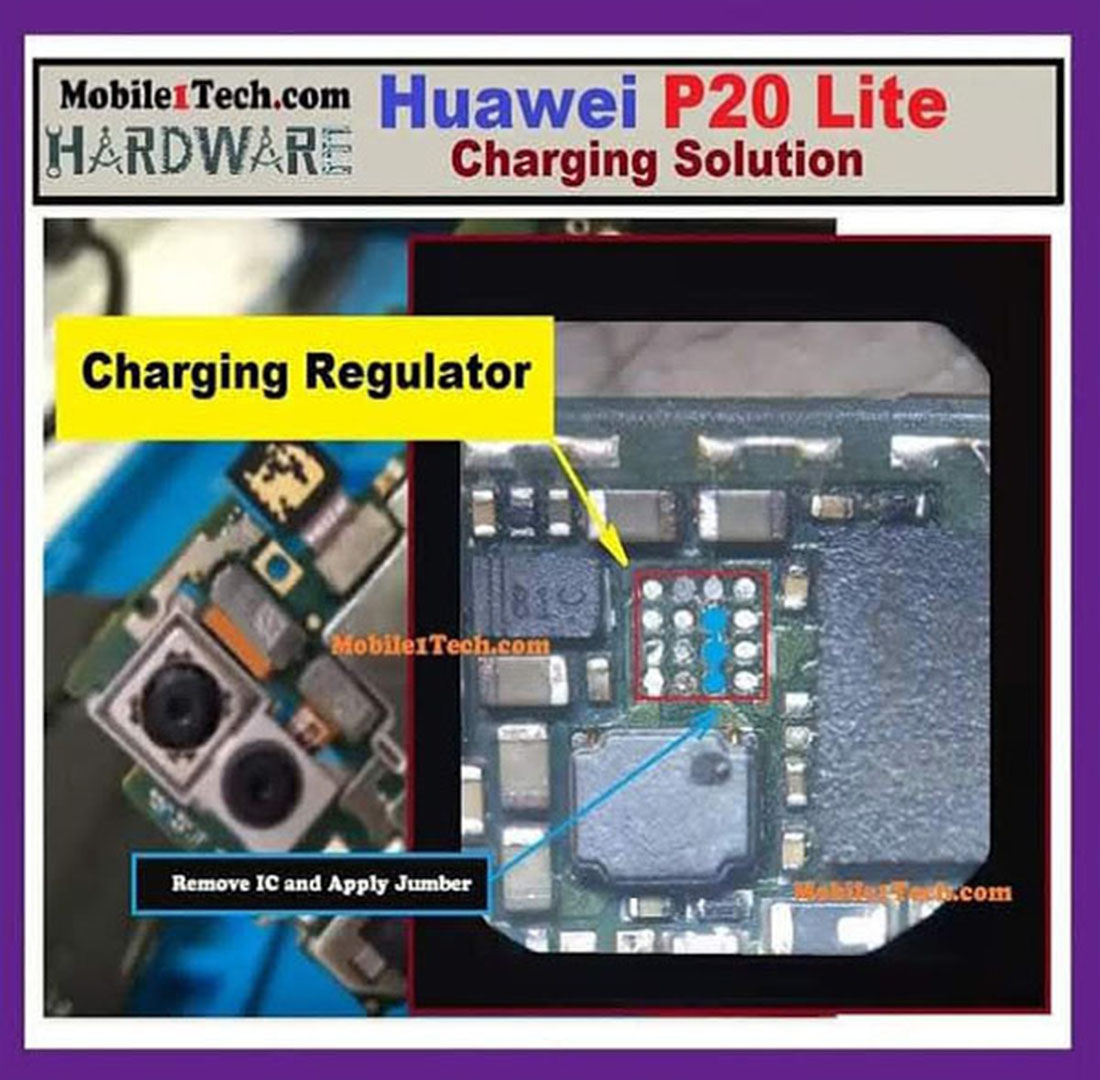 Mobile1Tech.com
HARDWARE
Huawei P20 Lite
Charging Solution
Charging Regulator
Mobile1Tech.com
Remove IC and Apply Jumber
Mobile1Tech.com